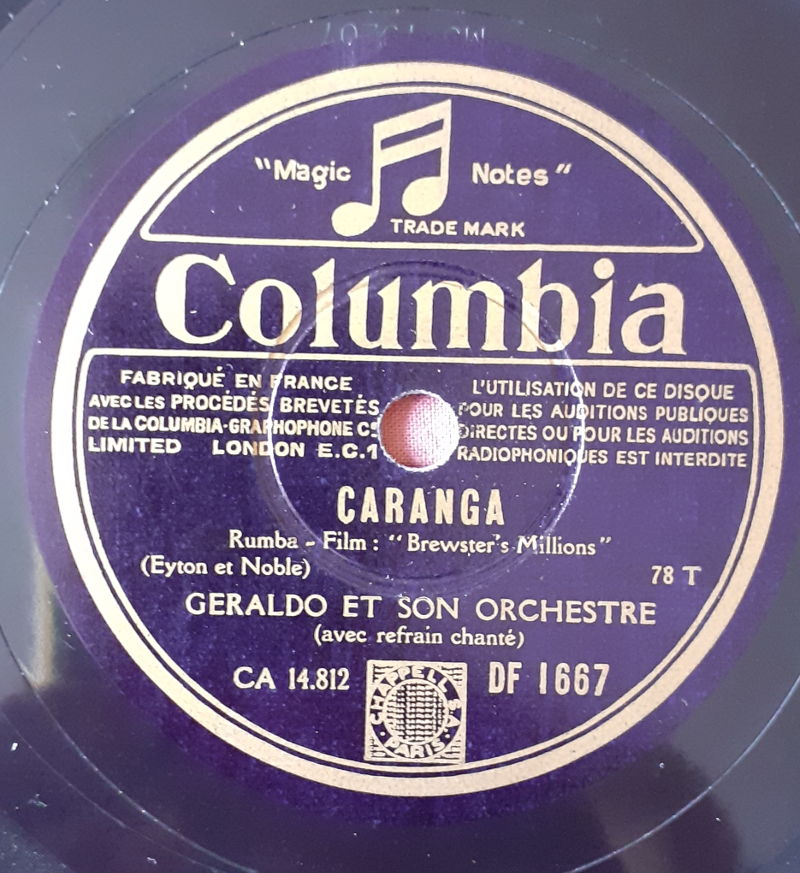 "Magic Notes"
TRADE MARK
Columbia
FABRIQUÉ EN FRANCE
AVEC LES PROCÉDÉS BREVETÉS
DE LA COLUMBIA-GRAPHOPHONE Cº
LIMITED LONDON E.C.1
L'UTILISATION DE CE DISQUE
POUR LES AUDITIONS PUBLIQUES
DIRECTES OU POUR LES AUDITIONS
RADIOPHONIQUES EST INTERDITE
CARANGA
Rumba - Film : "Brewster's Millions"
(Eyton et Noble) 78 T
GERALDO ET SON ORCHESTRE
(avec refrain chanté)
CA 14.812 DF 1667
CHAPPELL S.A.
PARIS